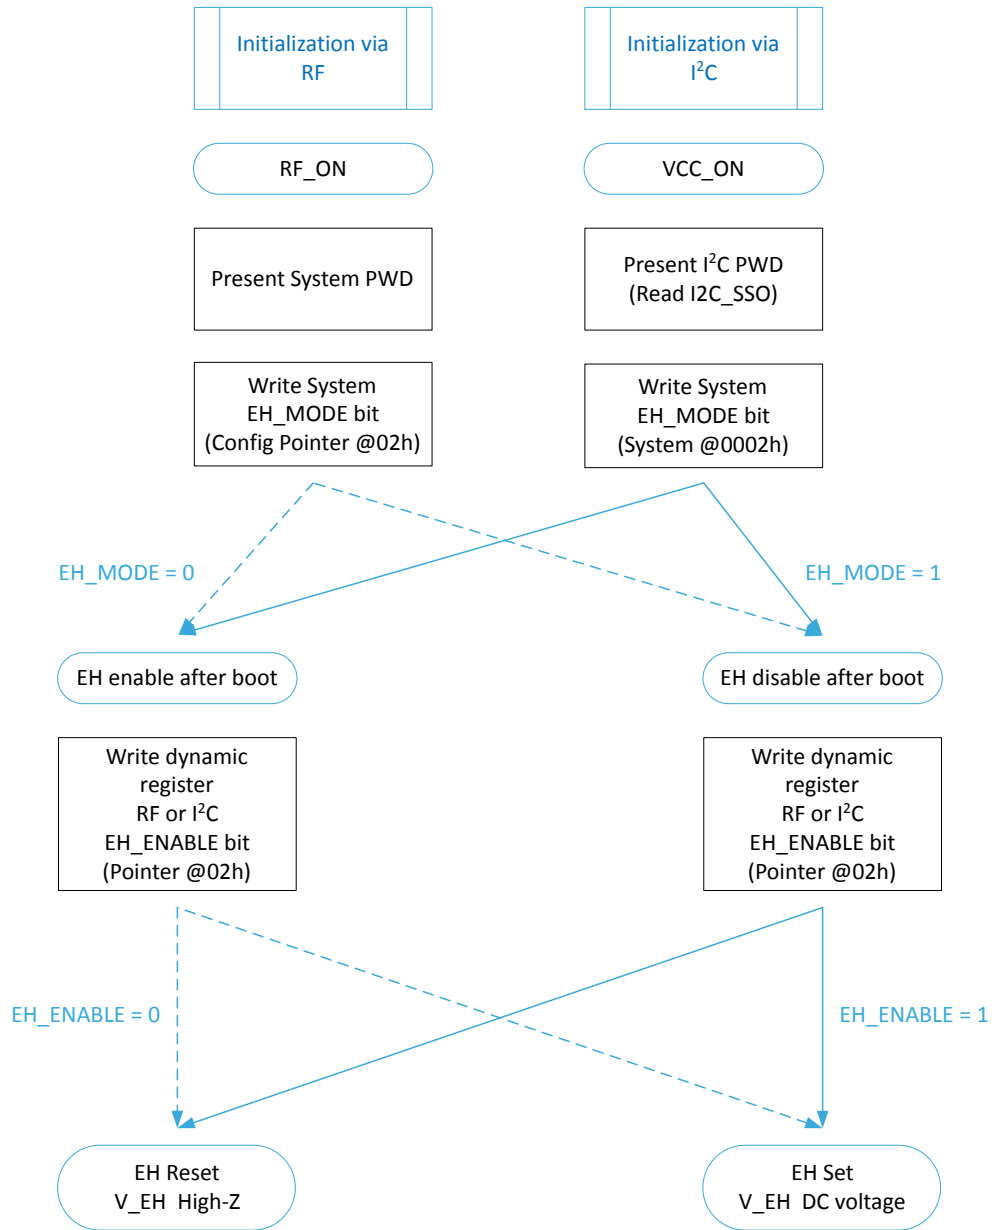 Initialization via
RF
Initialization via
I²C
RF_ON
VCC_ON
Present System PWD
Present I²C PWD
(Read I2C_SSO)
Write System
EH_MODE bit
(Config Pointer @02h)
Write System
EH_MODE bit
(System @0002h)
EH_MODE = 0
EH_MODE = 1
EH enable after boot
EH disable after boot
Write dynamic
register
RF or I²C
EH_ENABLE bit
(Pointer @02h)
Write dynamic
register
RF or I²C
EH_ENABLE bit
(Pointer @02h)
EH_ENABLE = 0
EH_ENABLE = 1
EH Reset
V_EH High-Z
EH Set
V_EH DC voltage